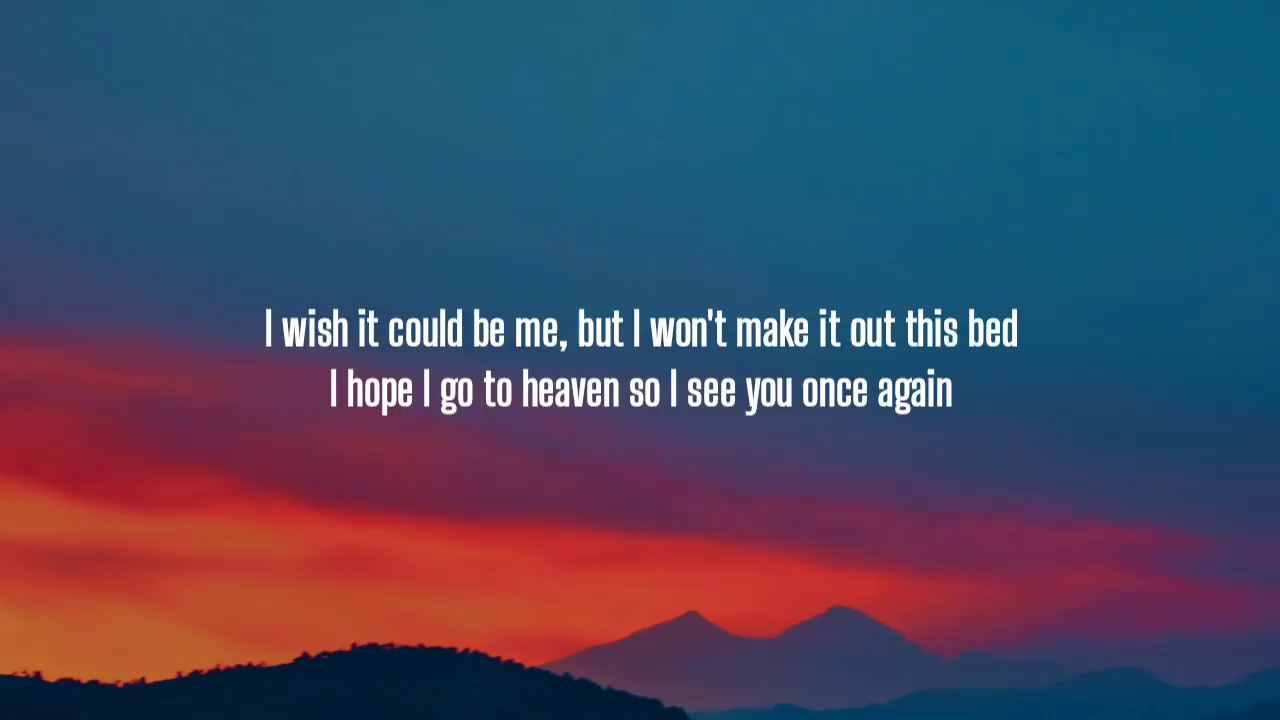 I wish it could be me, but I won't make it out this bed
I hope I go to heaven so I see you once again